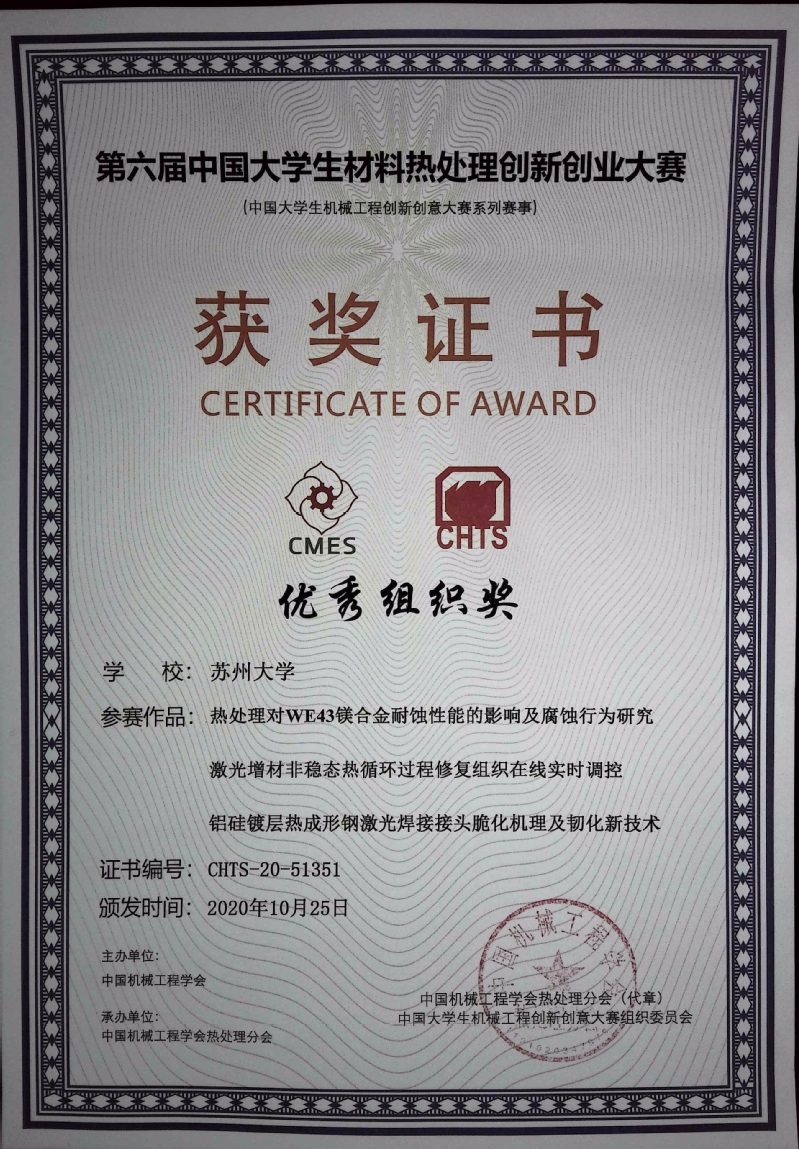 第六届中国大学生材料热处理创新创业大赛
(中国大学生机械工程创新创意大赛系列赛事)
获奖证书
CERTIFICATE OF AWARD
CMES
CHTS
优秀组织奖
学 校：苏州大学
参赛作品：热处理对WE43镁合金耐蚀性能的影响及腐蚀行为研究
激光增材非稳态热循环过程修复组织在线实时调控
铝硅镀层热成形钢激光焊接接头脆化机理及韧化新技术
证书编号：CHTS-20-51351
颁发时间：2020年10月25日
主办单位：
中国机械工程学会
承办单位：
中国机械工程学会热处理分会
中国机械工程学会
中国机械工程学会热处理分会（代章）
中国大学生机械工程创新创意大赛组织委员会